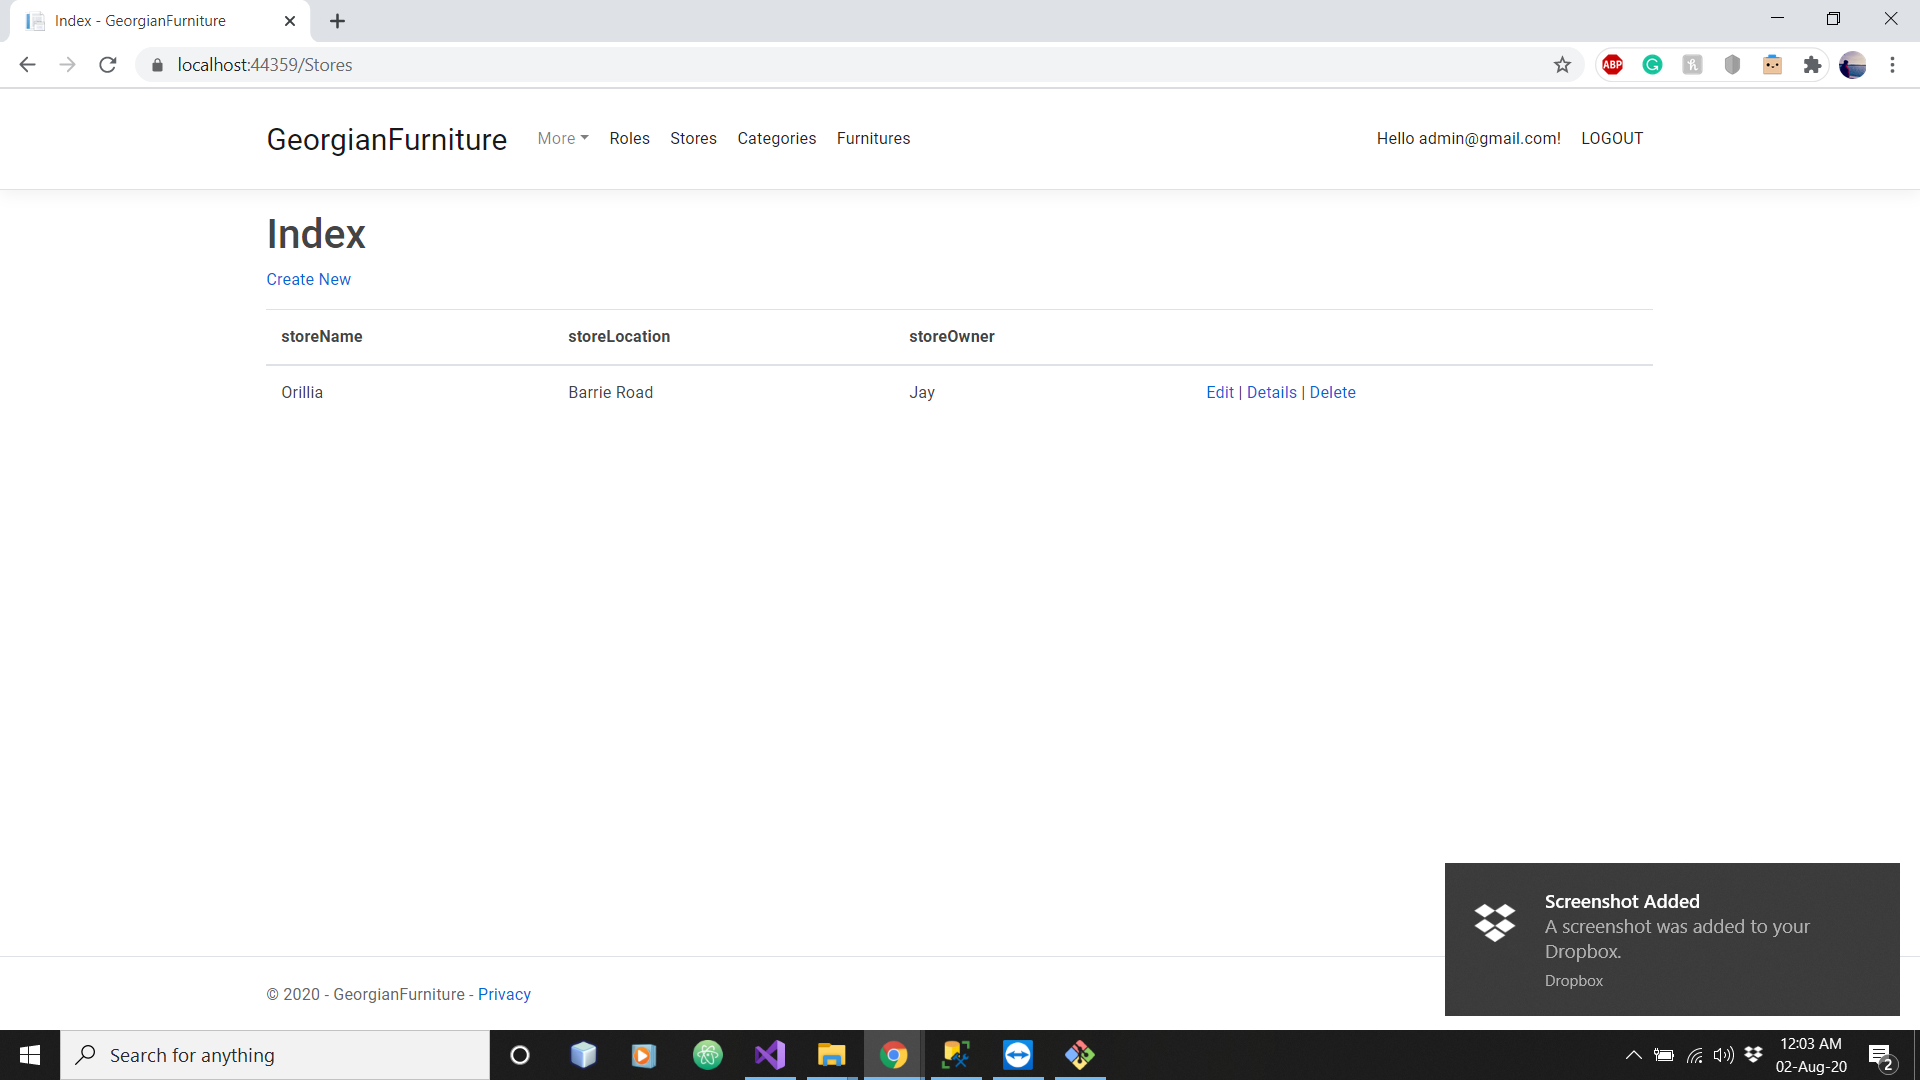 Index - GeorgianFurniture
localhost:44359/Stores
ABP
GeorgianFurniture More Roles Stores Categories Furnitures Hello admin@gmail.com! LOGOUT
Index
Create New
storeName storeLocation storeOwner
Orillia Barrie Road Jay Edit | Details | Delete
Screenshot Added
A screenshot was added to your
Dropbox.
Dropbox
© 2020 - GeorgianFurniture - Privacy
Search for anything
12:03 AM
02-Aug-20
2